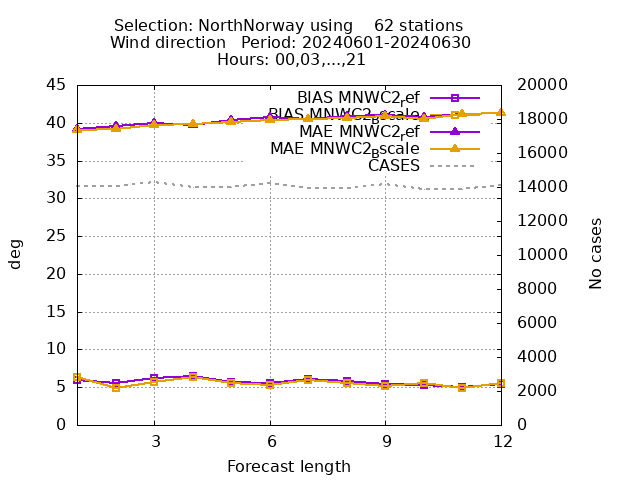 Selection: NorthNorway using    62 stations
Wind direction   Period: 20240601-20240630
Hours: 00,03,...,21
45
40
35
30
25
20
15
10
5
0
20000
18000
16000
14000
12000
10000
8000
6000
4000
2000
0
BIAS MNWC2ref
BIAS MNWC2Bscale
MAE MNWC2ref
MAE MNWC2Bscale
CASES
deg
No cases
3
6
9
12
Forecast length